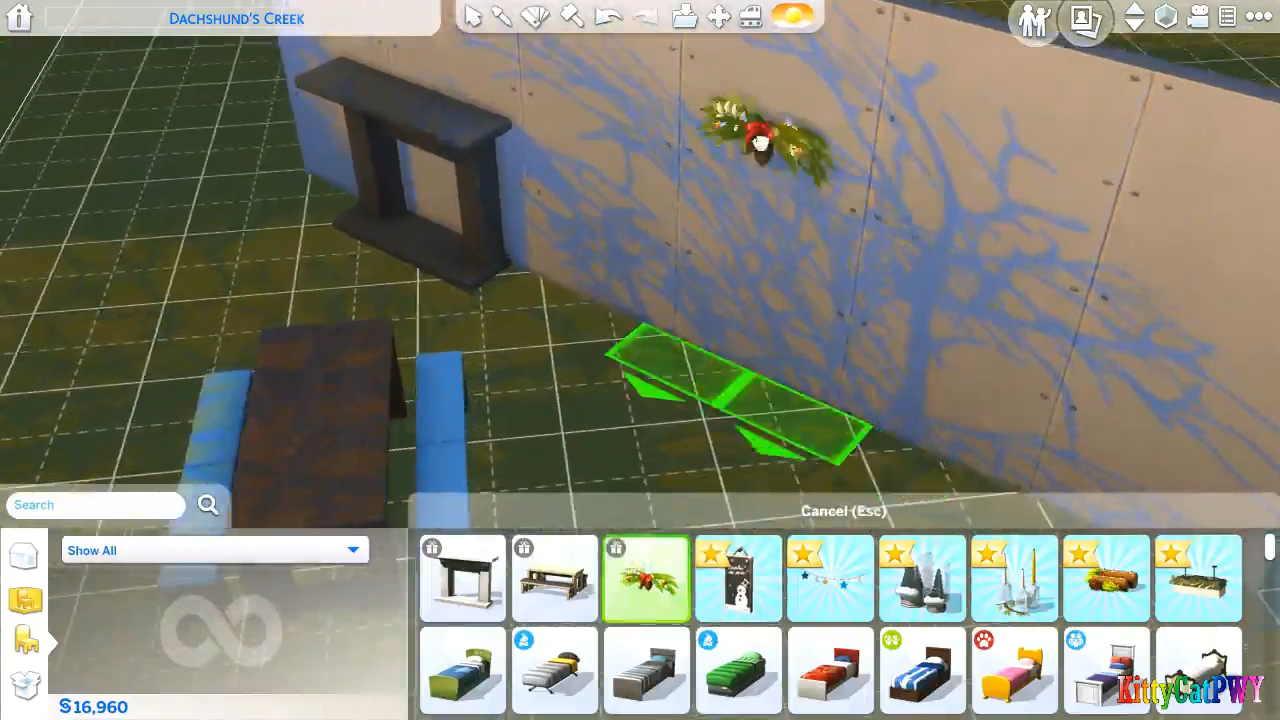 Dachshund's Creek
Search
Cancel (Esc)
Show All
§16,960
KittyCatPWY